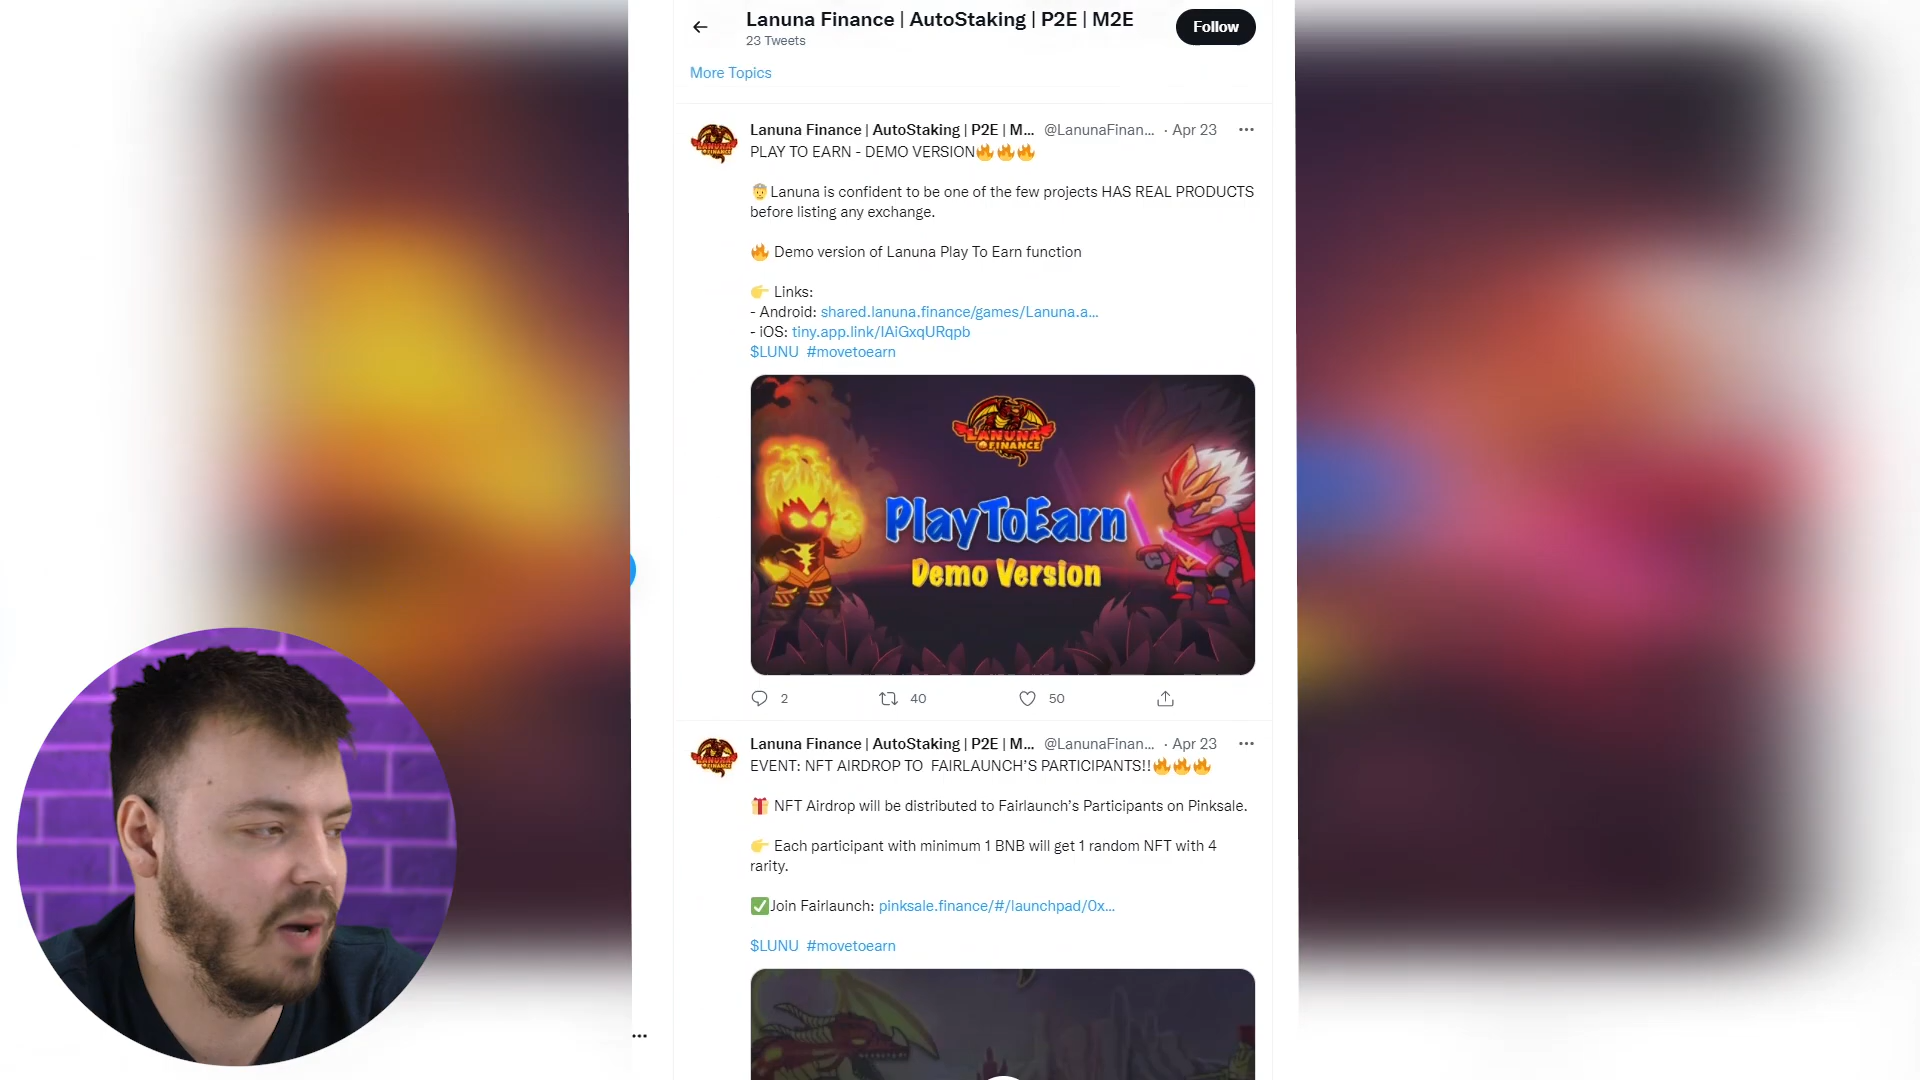 Lanuna Finance | AutoStaking | P2E | M2E
23 Tweets
Follow
More Topics
Lanuna Finance | AutoStaking | P2E | M... @LanunaFinan... · Apr 23
PLAY TO EARN - DEMO VERSION🔥🔥🔥
👳Lanuna is confident to be one of the few projects HAS REAL PRODUCTS
before listing any exchange.
🔥 Demo version of Lanuna Play To Earn function
👉 Links:
- Android: shared.lanuna.finance/games/Lanuna.a...
- iOS: tiny.app.link/lAiGxqURqpb
$LUNU #movetoearn
LANUNA
FINANCE
PlayToEarn
Demo Version
2 40 50
Lanuna Finance | AutoStaking | P2E | M... @LanunaFinan... · Apr 23
EVENT: NFT AIRDROP TO FAIRLAUNCH’S PARTICIPANTS!!🔥🔥🔥
🎁 NFT Airdrop will be distributed to Fairlaunch’s Participants on Pinksale.
👉 Each participant with minimum 1 BNB will get 1 random NFT with 4
rarity.
✅Join Fairlaunch: pinksale.finance/#/launchpad/0x...
$LUNU #movetoearn